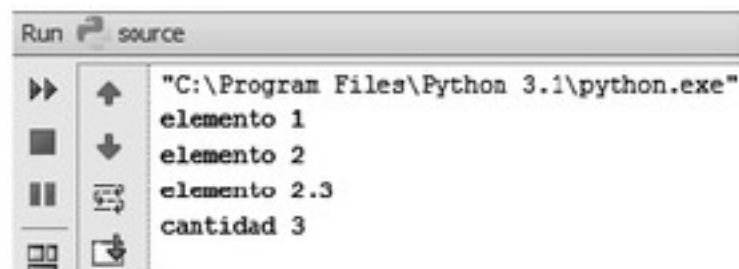 Run source
"C:\Program Files\Python 3.1\python.exe"
elemento 1
elemento 2
elemento 2.3
cantidad 3